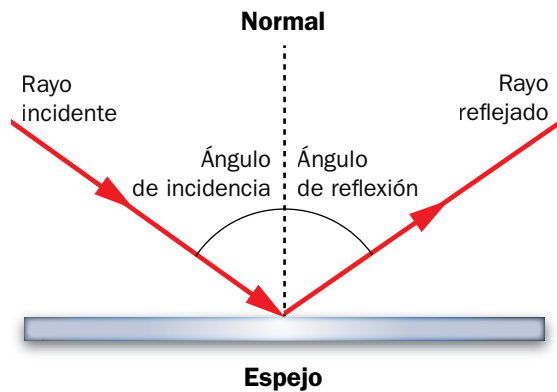 Normal
Rayo
incidente
Rayo
reflejado
Ángulo
de incidencia
Ángulo
de reflexión
Espejo